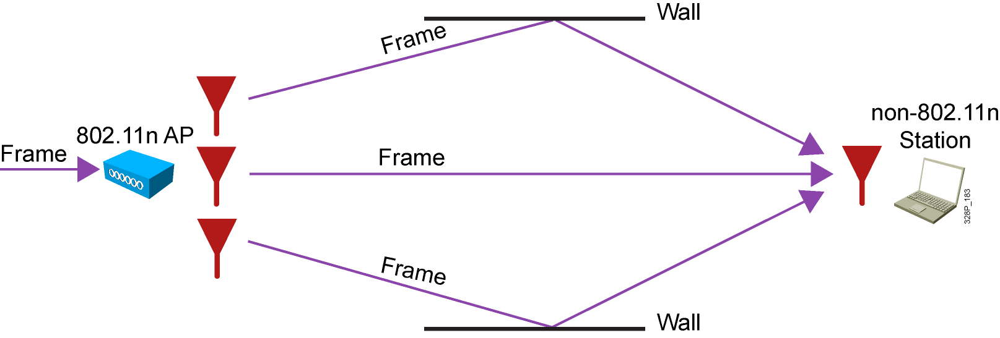 Wall
Frame
802.11n AP
Frame
Frame
non-802.11n
Station
328P_183
Frame
Wall